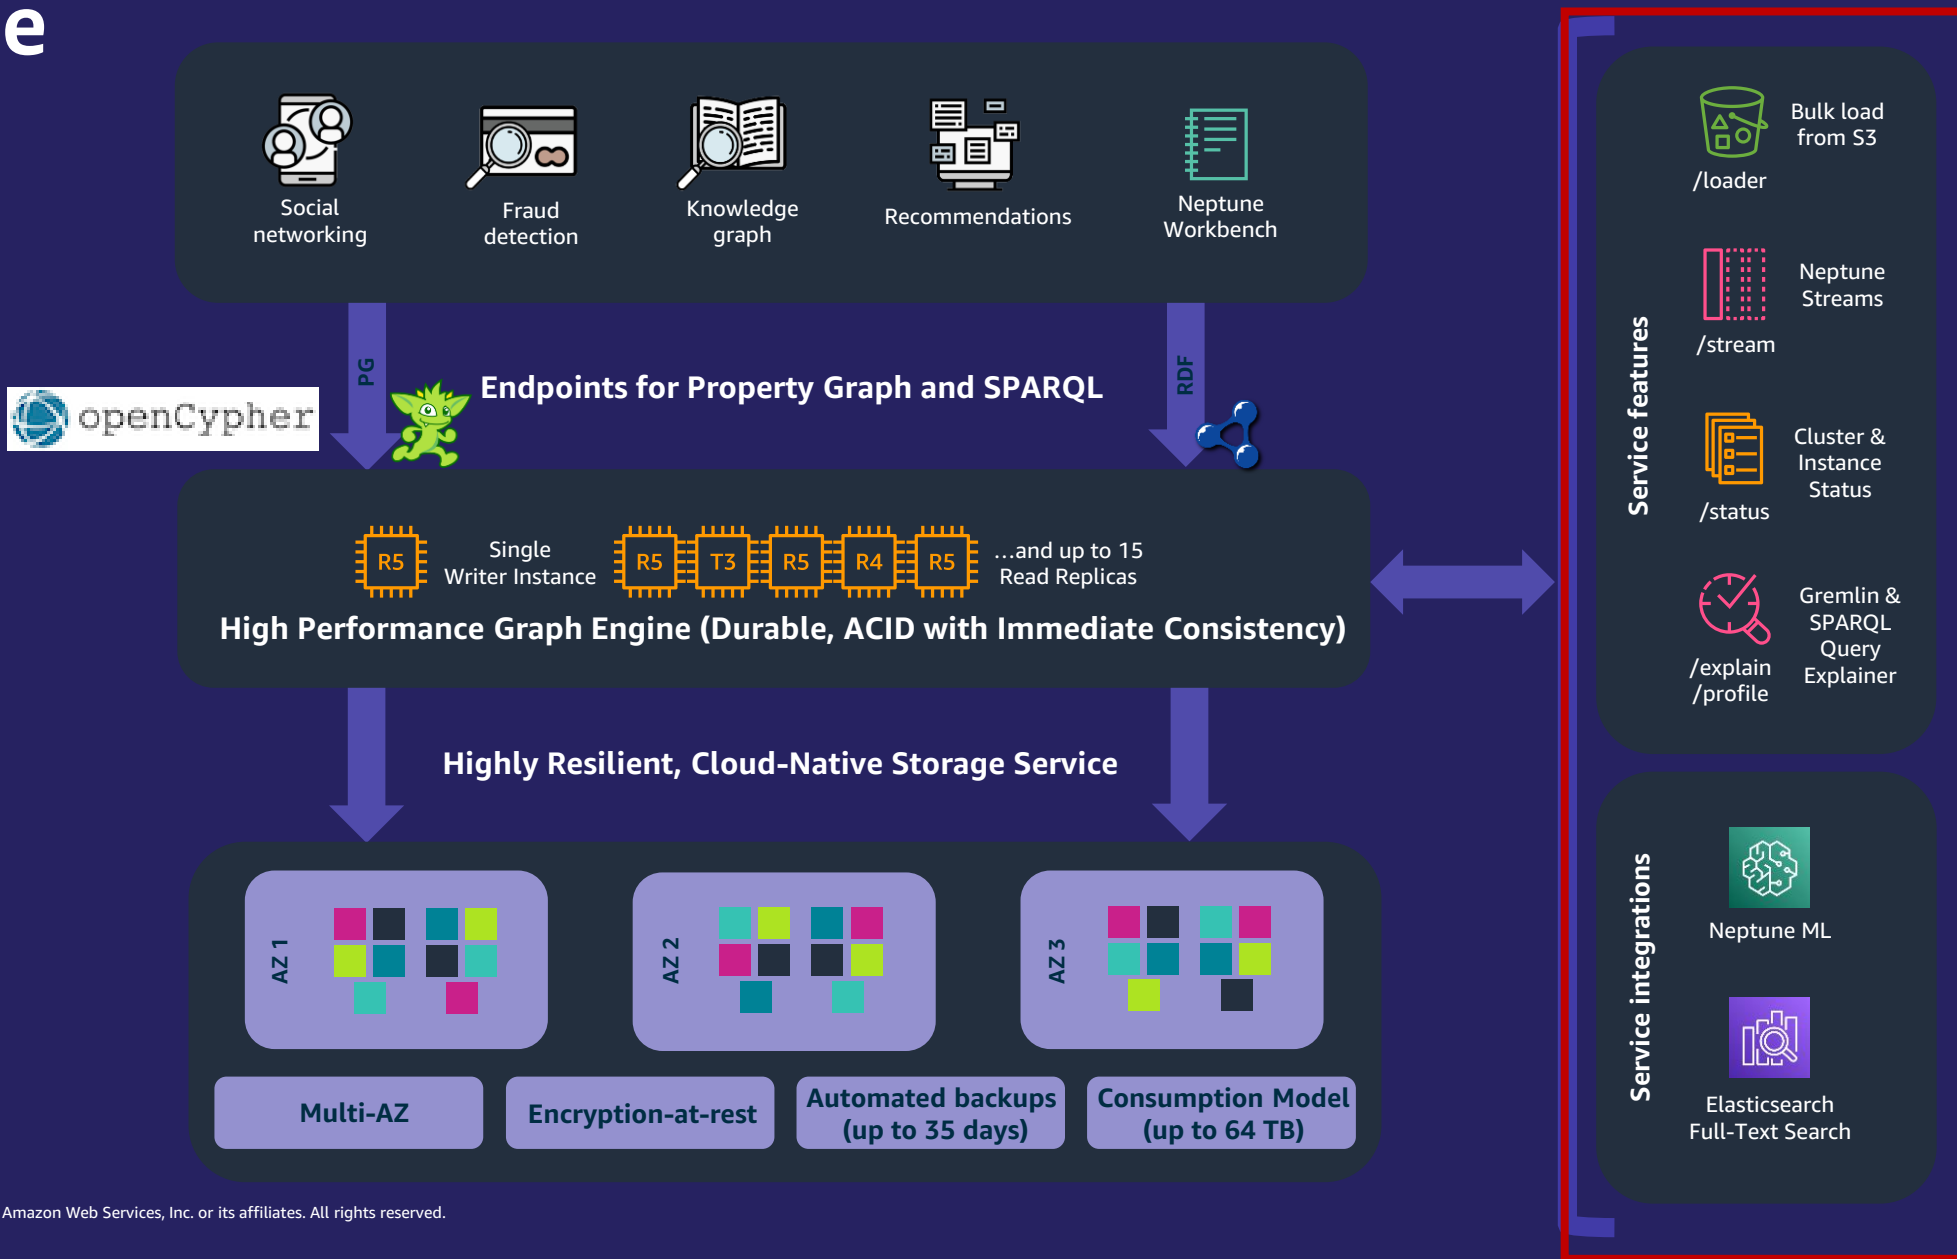 e
Social
networking
Fraud
detection
Knowledge
graph
Recommendations
Neptune
Workbench
PG
RDF
Endpoints for Property Graph and SPARQL
openCypher
R5
Single
Writer Instance
R5
T3
R5
R4
R5
...and up to 15
Read Replicas
High Performance Graph Engine (Durable, ACID with Immediate Consistency)
Highly Resilient, Cloud-Native Storage Service
AZ 1
AZ 2
AZ 3
Multi-AZ
Encryption-at-rest
Automated backups
(up to 35 days)
Consumption Model
(up to 64 TB)
Service features
Bulk load
from S3
/loader
Neptune
Streams
/stream
Cluster &
Instance
Status
/status
Gremlin &
SPARQL
Query
Explainer
/explain
/profile
Service integrations
Neptune ML
Elasticsearch
Full-Text Search
Amazon Web Services, Inc. or its affiliates. All rights reserved.